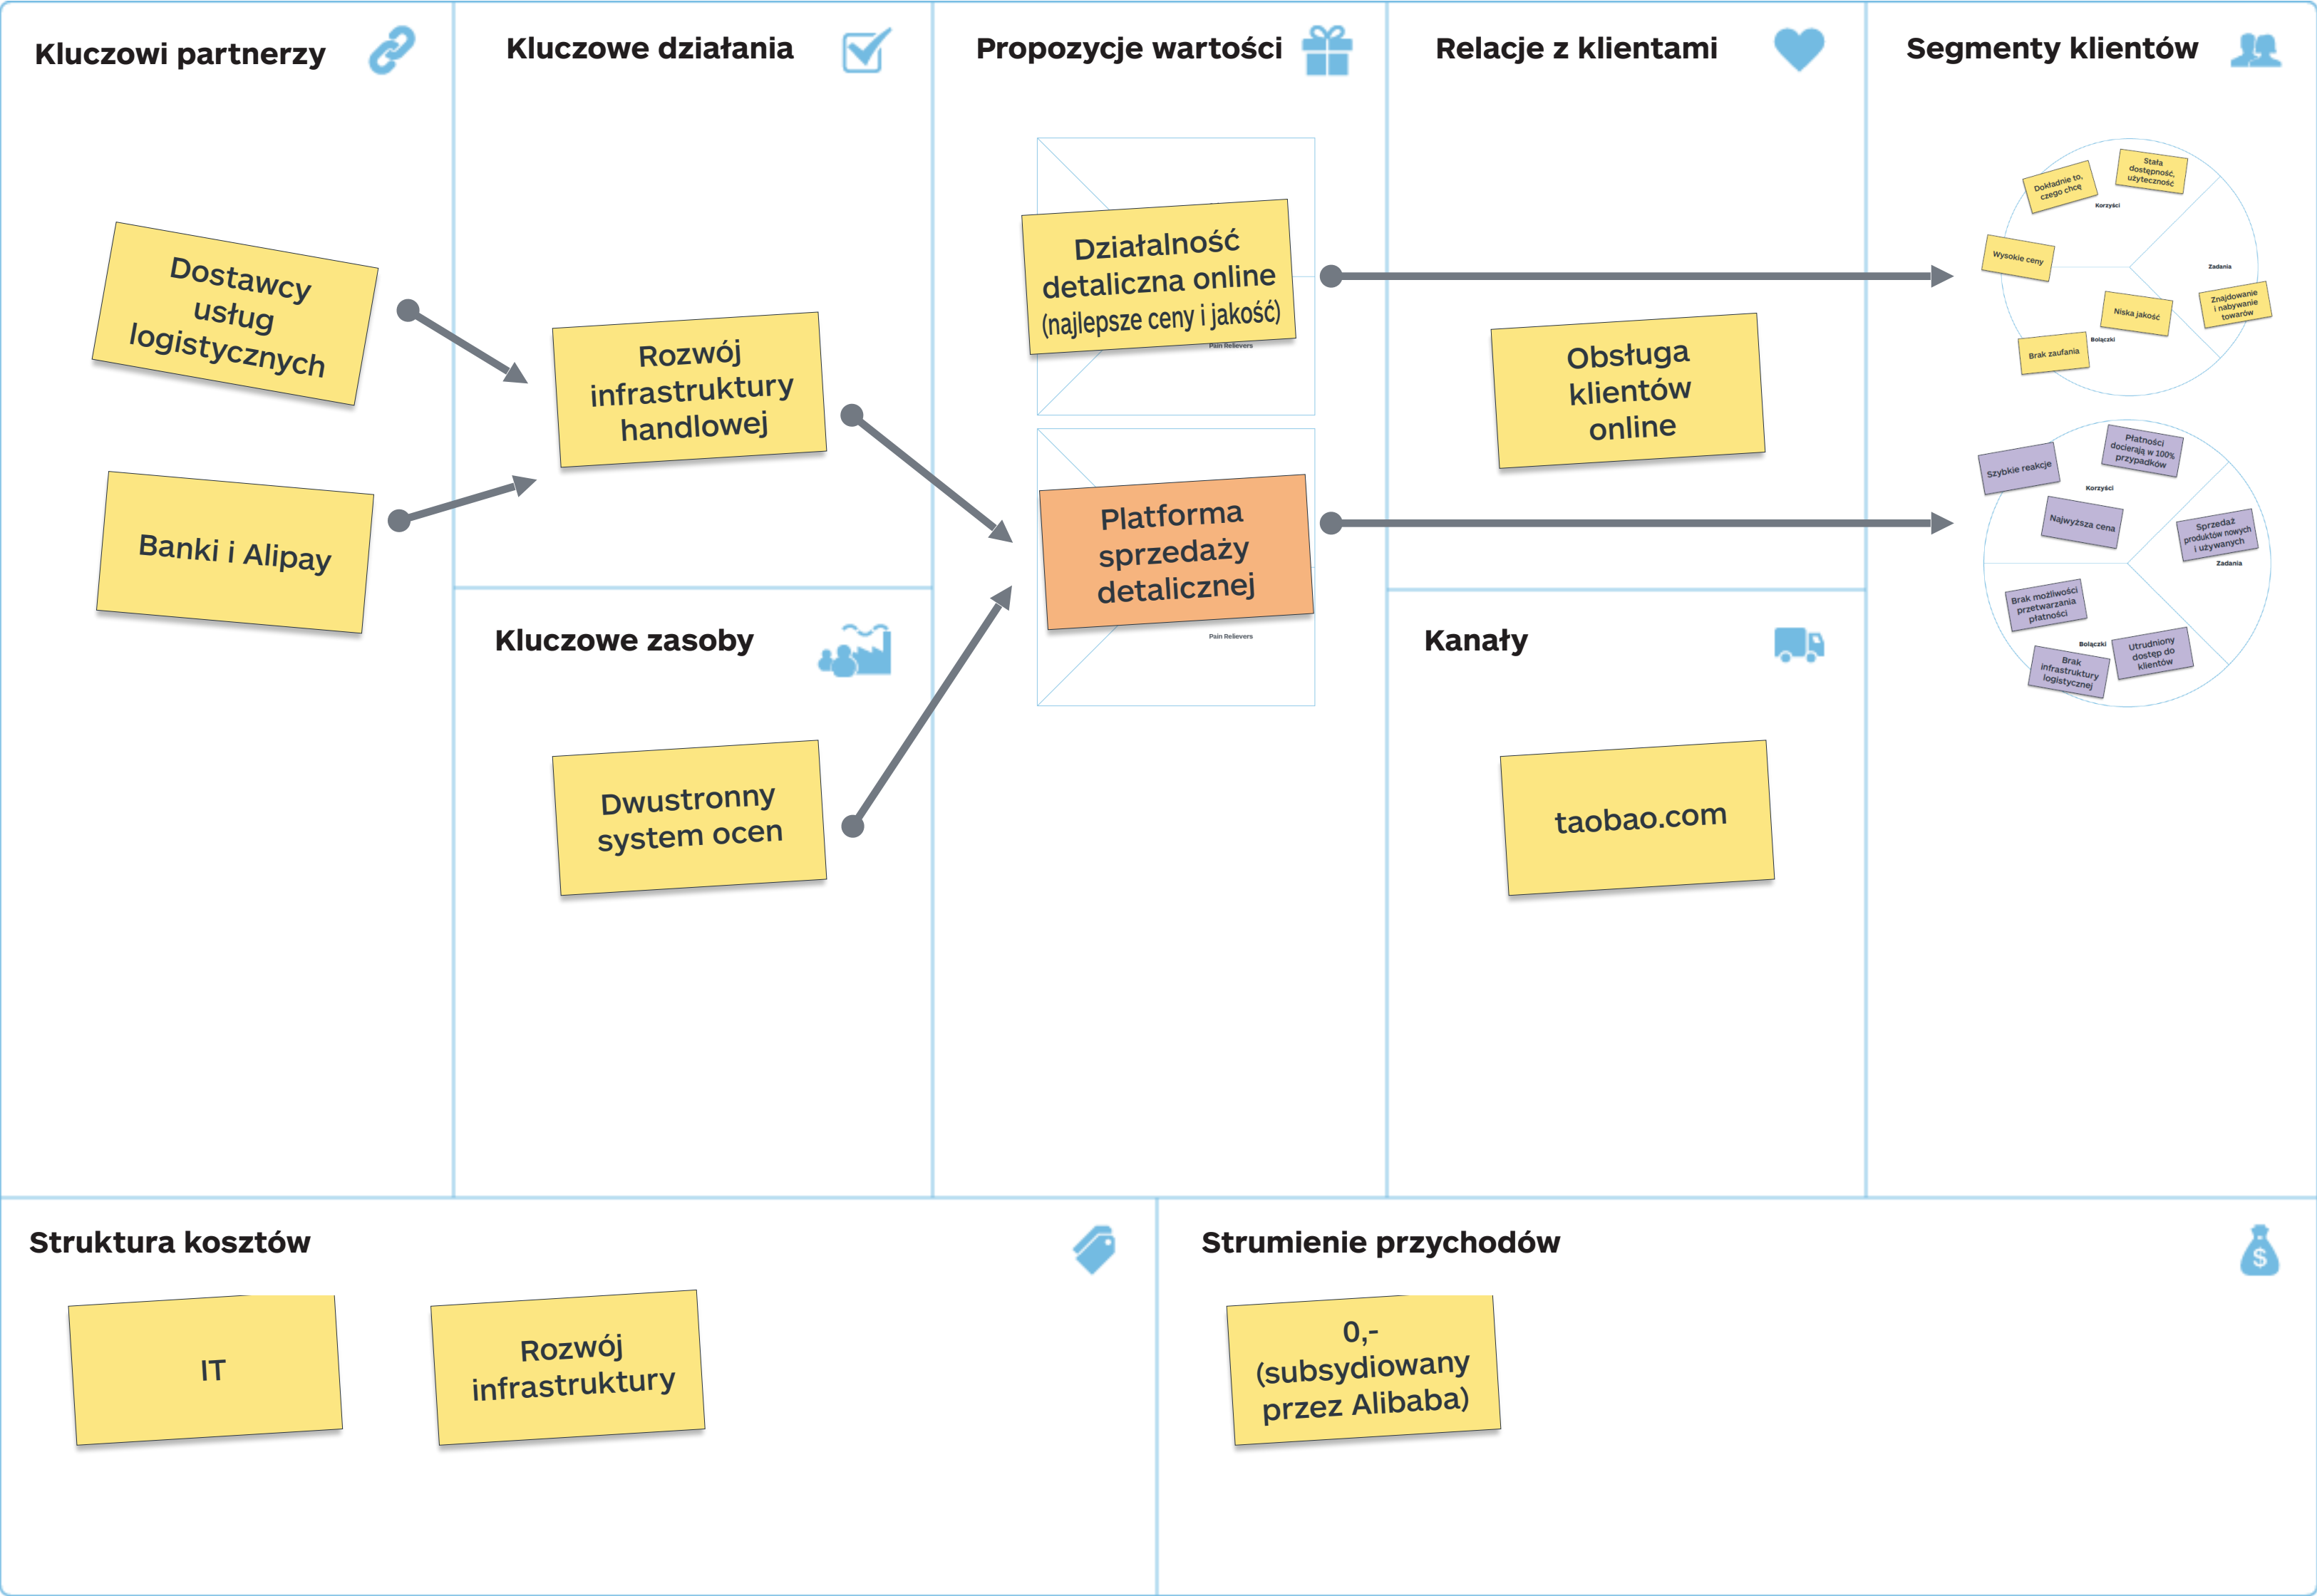 Kluczowi partnerzy
Dostawcy
usług
logistycznych
Banki i Alipay
Kluczowe działania
Rozwój
infrastruktury
handlowej
Kluczowe zasoby
Dwustronny
system ocen
Propozycje wartości
Działalność
detaliczna online
(najlepsze ceny i jakość)
Pain Relievers
Platforma
sprzedaży
detalicznej
Pain Relievers
Relacje z klientami
Obsługa
klientów
online
Kanały
taobao.com
Segmenty klientów
Dokładnie to,
czego chcę
Stała
dostępność,
użyteczność
Korzyści
Wysokie ceny
Zadania
Znajdowanie
i nabywanie
towarów
Niska jakość
Bolączki
Brak zaufania
Szybkie reakcje
Płatności
docierają w 100%
przypadków
Korzyści
Najwyższa cena
Sprzedaż
produktów nowych
i używanych
Zadania
Brak możliwości
przetwarzania
płatności
Bolączki
Utrudniony
dostęp do
klientów
Brak
infrastruktury
logistycznej
Struktura kosztów
IT
Rozwój
infrastruktury
Strumienie przychodów
$
0,-
(subsydiowany
przez Alibaba)